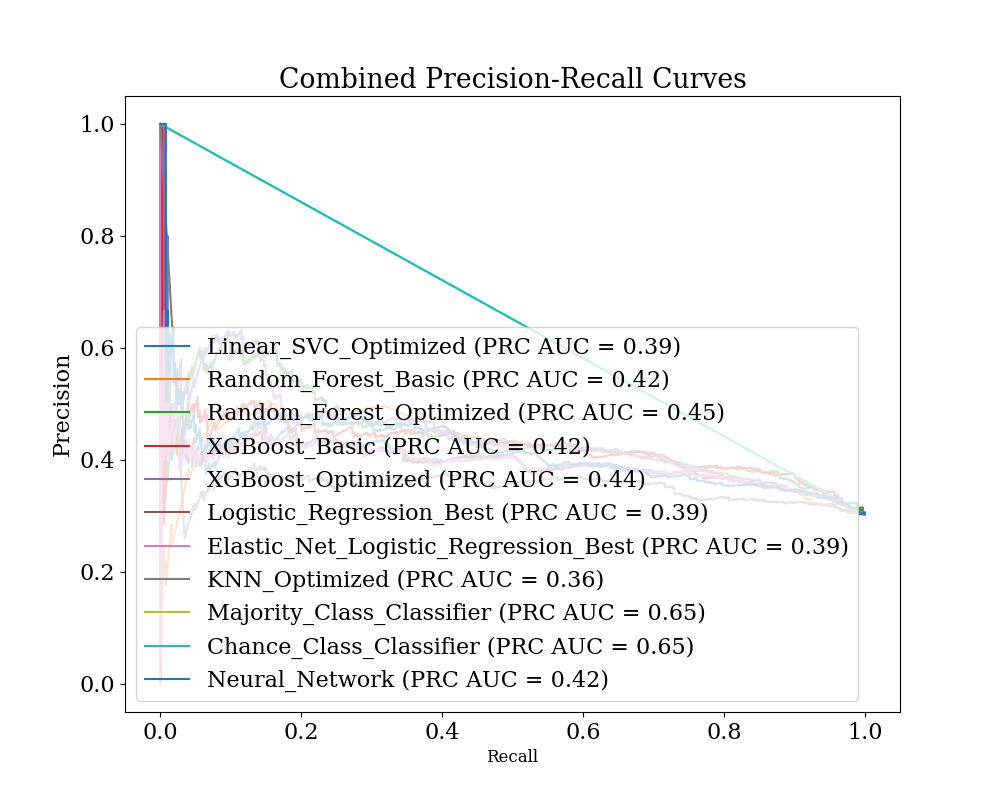 Combined Precision-Recall Curves
Precision
1.0
0.8
0.6
0.4
0.2
0.0
Linear_SVC_Optimized (PRC AUC = 0.39)
Random_Forest_Basic (PRC AUC = 0.42)
Random_Forest_Optimized (PRC AUC = 0.45)
XGBoost_Basic (PRC AUC = 0.42)
XGBoost_Optimized (PRC AUC = 0.44)
Logistic_Regression_Best (PRC AUC = 0.39)
Elastic_Net_Logistic_Regression_Best (PRC AUC = 0.39)
KNN_Optimized (PRC AUC = 0.36)
Majority_Class_Classifier (PRC AUC = 0.65)
Chance_Class_Classifier (PRC AUC = 0.65)
Neural_Network (PRC AUC = 0.42)
0.0 0.2 0.4 0.6 0.8 1.0
Recall